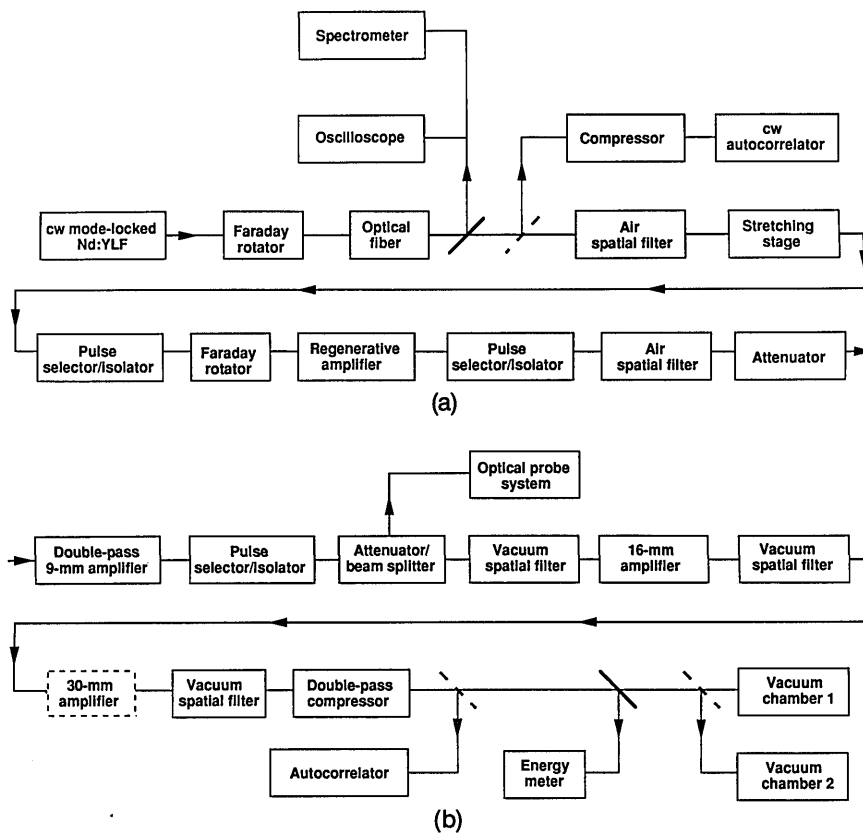 Spectrometer
Oscilloscope
Compressor
cw
autocorrelator
cw mode-locked
Nd:YLF
Faraday
rotator
Optical
fiber
Air
spatial filter
Stretching
stage
Pulse
selector/isolator
Faraday
rotator
Regenerative
amplifier
Pulse
selector/isolator
Air
spatial filter
Attenuator
(a)
Optical probe
system
Double-pass
9-mm amplifier
Pulse
selector/isolator
Attenuator/
beam splitter
Vacuum
spatial filter
16-mm
amplifier
Vacuum
spatial filter
30-mm
amplifier
Vacuum
spatial filter
Double-pass
compressor
Vacuum
chamber 1
Autocorrelator
Energy
meter
Vacuum
chamber 2
(b)